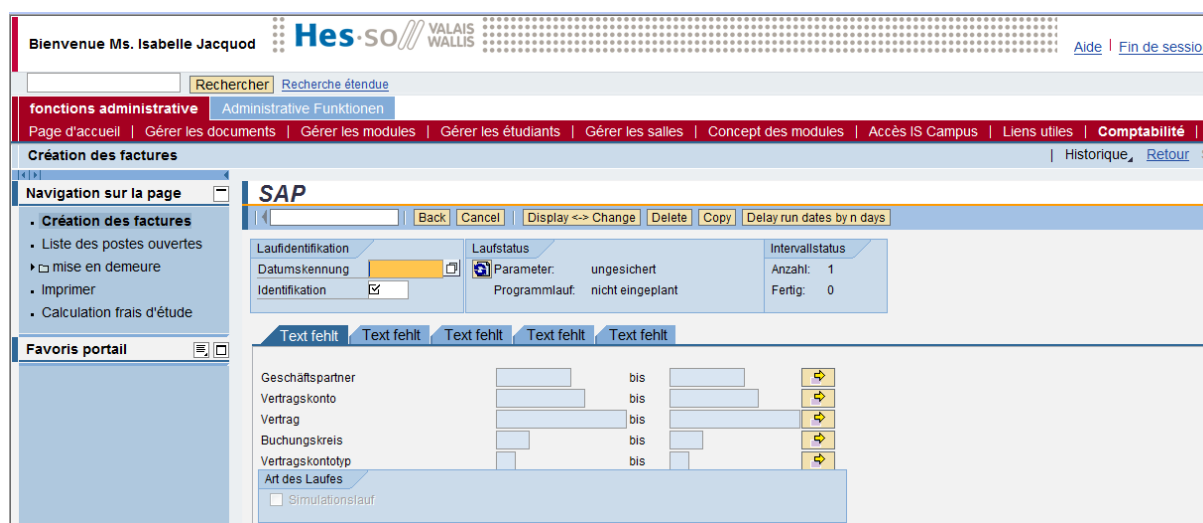 Bienvenue Ms. Isabelle Jacquod
Hes·so// VALAIS WALLIS
Aide | Fin de sessio
Rechercher Recherche étendue
fonctions administrative Administrative Funktionen
Page d'accueil | Gérer les documents | Gérer les modules | Gérer les étudiants | Gérer les salles | Concept des modules | Accès IS Campus | Liens utiles | Comptabilité |
Création des factures | Historique Retour
Navigation sur la page
Création des factures
Liste des postes ouvertes
mise en demeure
Imprimer
Calculation frais d'étude
Favoris portail
SAP
Back Cancel Display <-> Change Delete Copy Delay run dates by n days
Laufidentifikation Laufstatus Intervallstatus
Datumskennung Parameter: ungesichert Anzahl: 1
Identifikation Programmlauf: nicht eingeplant Fertig: 0
Text fehlt Text fehlt Text fehlt Text fehlt Text fehlt
Geschäftspartner bis
Vertragskonto bis
Vertrag bis
Buchungskreis bis
Vertragskontotyp bis
Art des Laufes
Simulationslauf